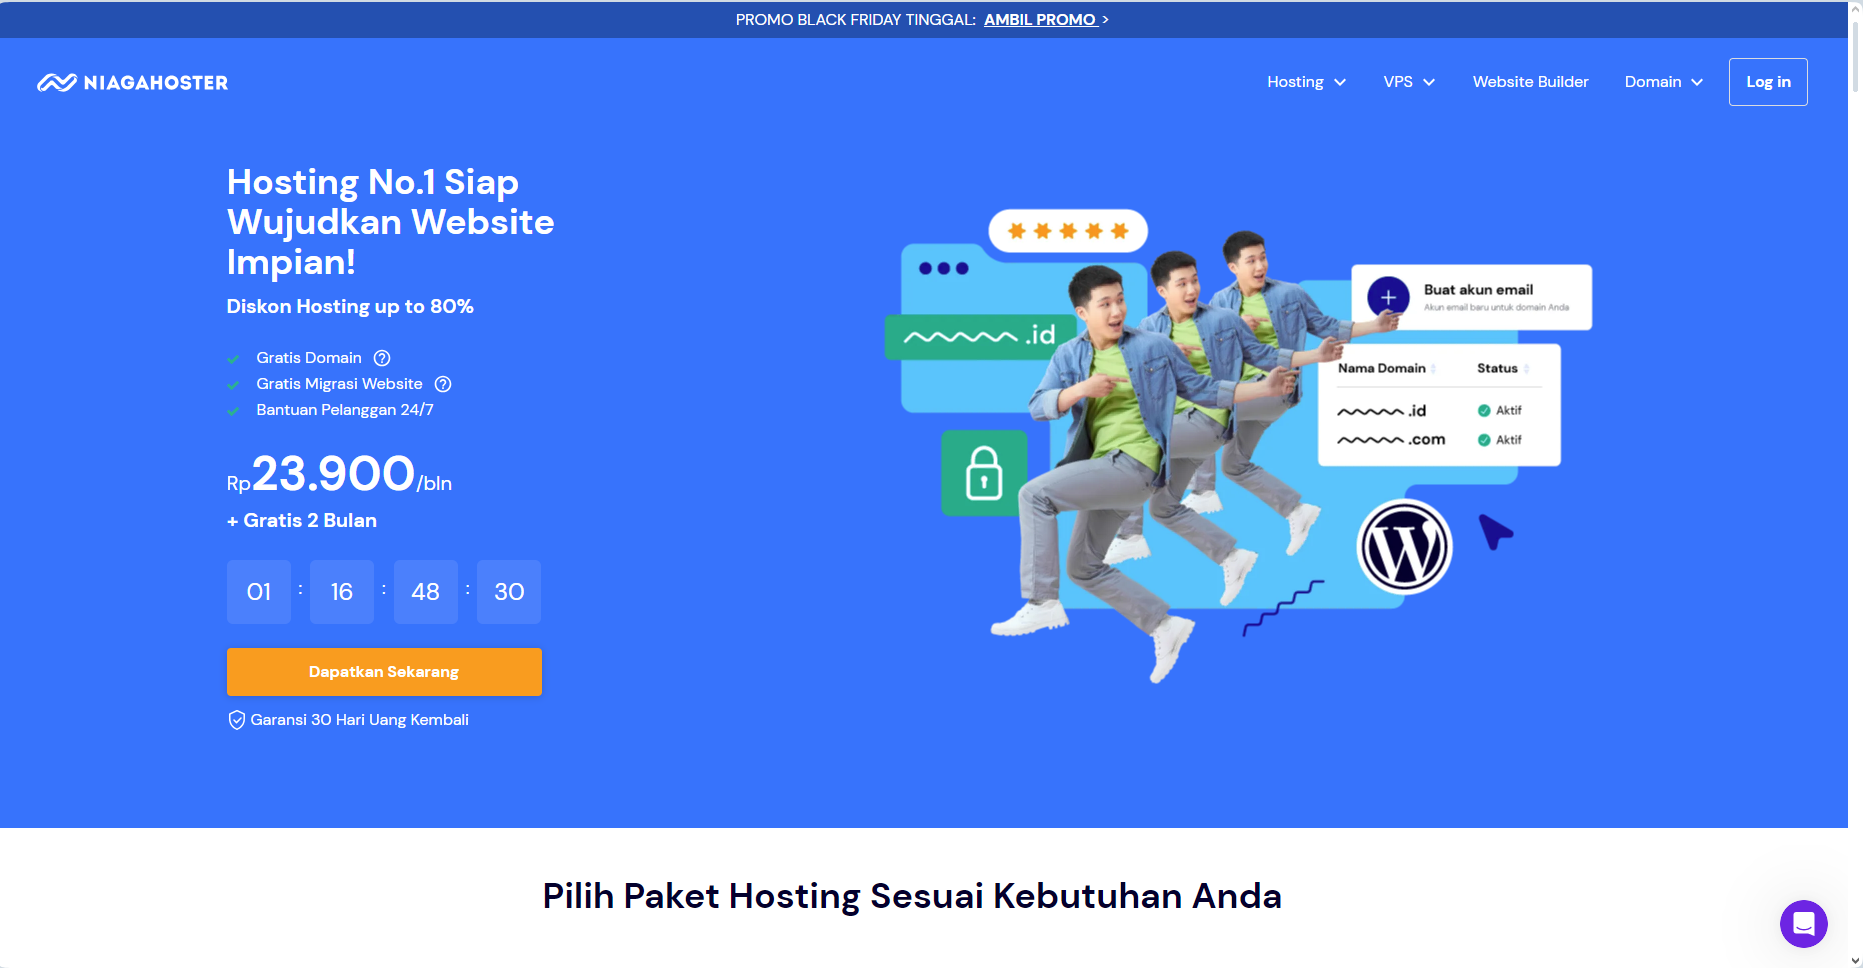 PROMO BLACK FRIDAY TINGGAL: AMBIL PROMO >
NIAGAHOSTER
Hosting
VPS
Website Builder
Domain
Log in
Hosting No.1 Siap
Wujudkan Website
Impian!
Diskon Hosting up to 80%
Gratis Domain ?
Gratis Migrasi Website ?
Bantuan Pelanggan 24/7
Rp23.900/bln
+ Gratis 2 Bulan
01 : 16 : 48 : 30
Dapatkan Sekarang
Garansi 30 Hari Uang Kembali
.id
Buat akun email
Akun email baru untuk domain Anda
Nama Domain Status
.id Aktif
.com Aktif
W
Pilih Paket Hosting Sesuai Kebutuhan Anda